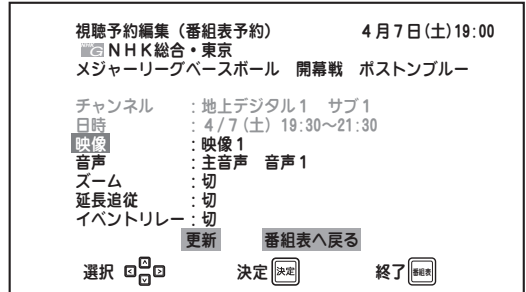 視聴予約編集（番組表予約） 4月7日(土)19:00
NHK G NHK総合・東京
メジャーリーグベースボール 開幕戦 ボストンブルー
チャンネル ：地上デジタル1 サブ1
日時 ：4/7(土) 19:30～21:30
映像 ：映像1
音声 ：主音声 音声1
ズーム ：切
延長追従 ：切
イベントリレー：切
更新 番組表へ戻る
選択 決定 決定 終了 番組表